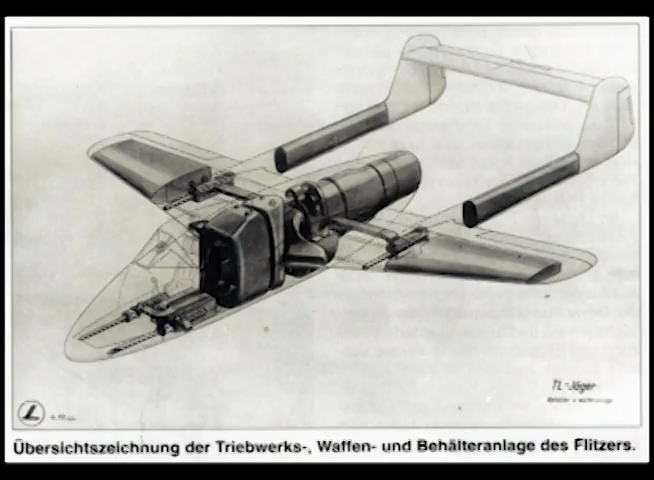 TL-Jäger
Übersichtszeichnung der Triebwerks-, Waffen- und Behälteranlage des Flitzers.